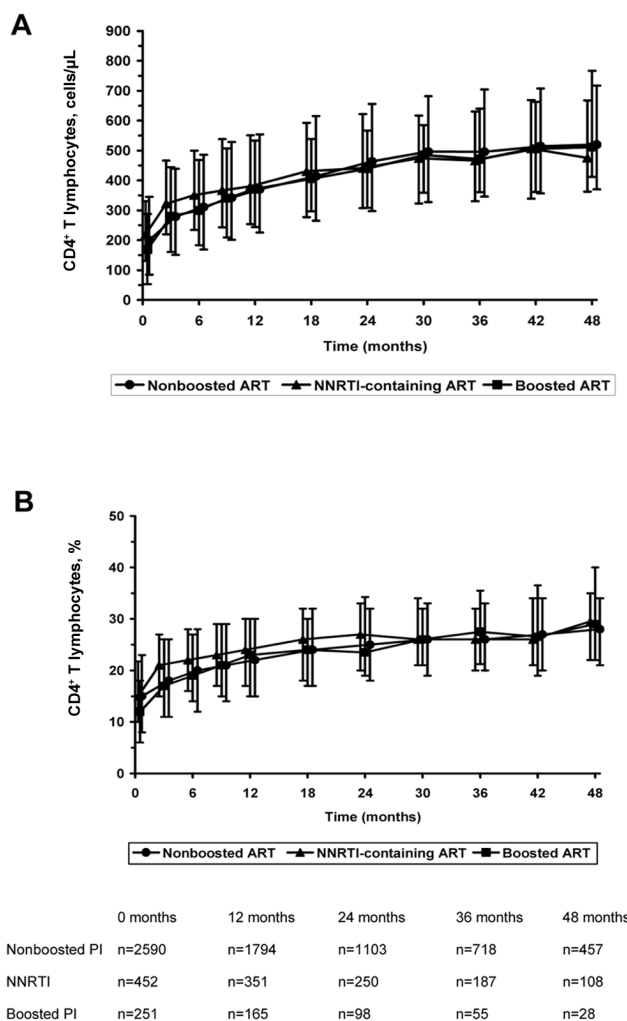 A
CD4+ T lymphocytes, cells/µL
900
800
700
600
500
400
300
200
100
0
0 6 12 18 24 30 36 42 48
Time (months)
Nonboosted ART NNRTI-containing ART Boosted ART
B
CD4+ T lymphocytes, %
50
40
30
20
10
0
0 6 12 18 24 30 36 42 48
Time (months)
Nonboosted ART NNRTI-containing ART Boosted ART
0 months 12 months 24 months 36 months 48 months
Nonboosted PI n=2590 n=1794 n=1103 n=718 n=457
NNRTI n=452 n=351 n=250 n=187 n=108
Boosted PI n=251 n=165 n=98 n=55 n=28